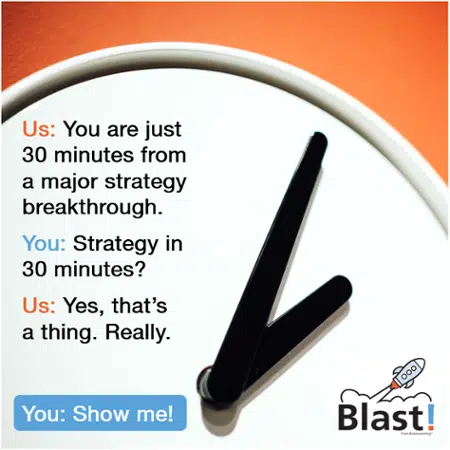 Us: You are just
30 minutes from
a major strategy
breakthrough.
You: Strategy in
30 minutes?
Us: Yes, that's
a thing. Really.
You: Show me!
Blast!